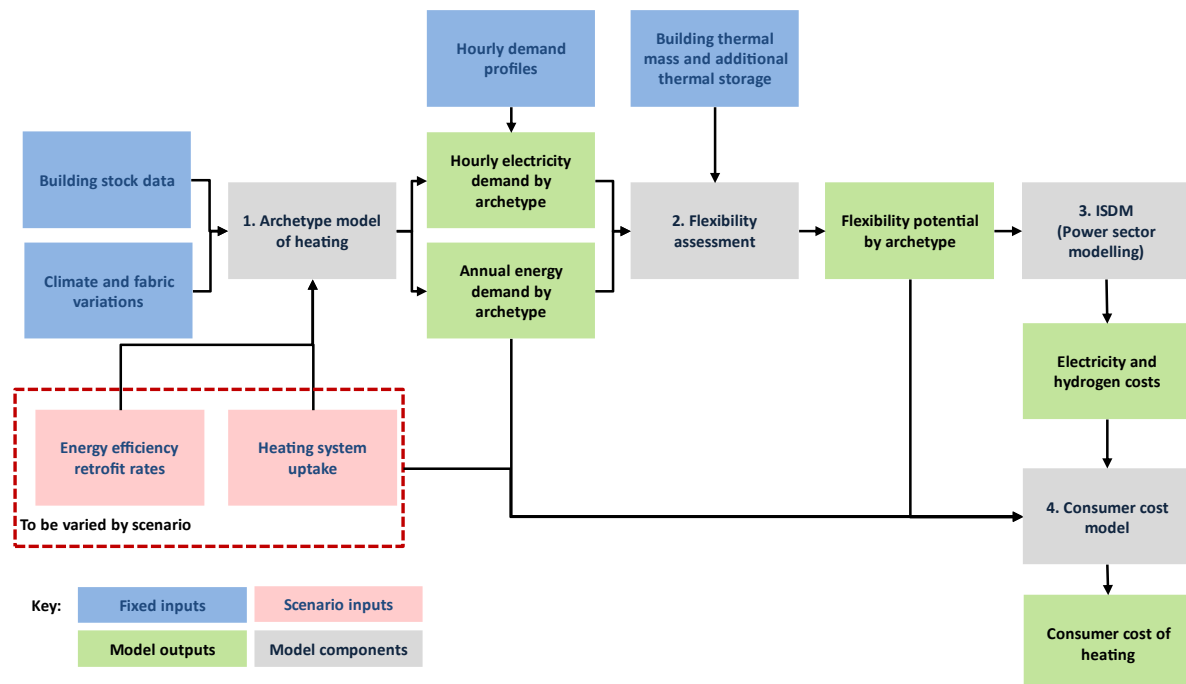 Hourly demand
profiles
Building thermal
mass and additional
thermal storage
Building stock data
Climate and fabric
variations
1. Archetype model
of heating
Hourly electricity
demand by
archetype
Annual energy
demand by
archetype
2. Flexibility
assessment
Flexibility potential
by archetype
3. ISDM
(Power sector
modelling)
Electricity and
hydrogen costs
Energy efficiency
retrofit rates
Heating system
uptake
To be varied by scenario
4. Consumer cost
model
Consumer cost of
heating
Key:
Fixed inputs
Scenario inputs
Model outputs
Model components